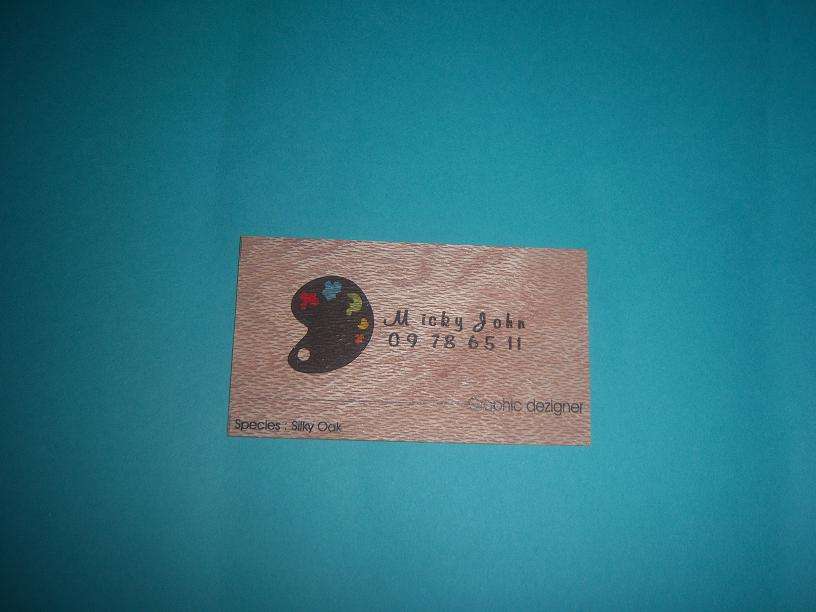 Micky John
09 78 65 11
Graphic dezigner
Species : Silky Oak